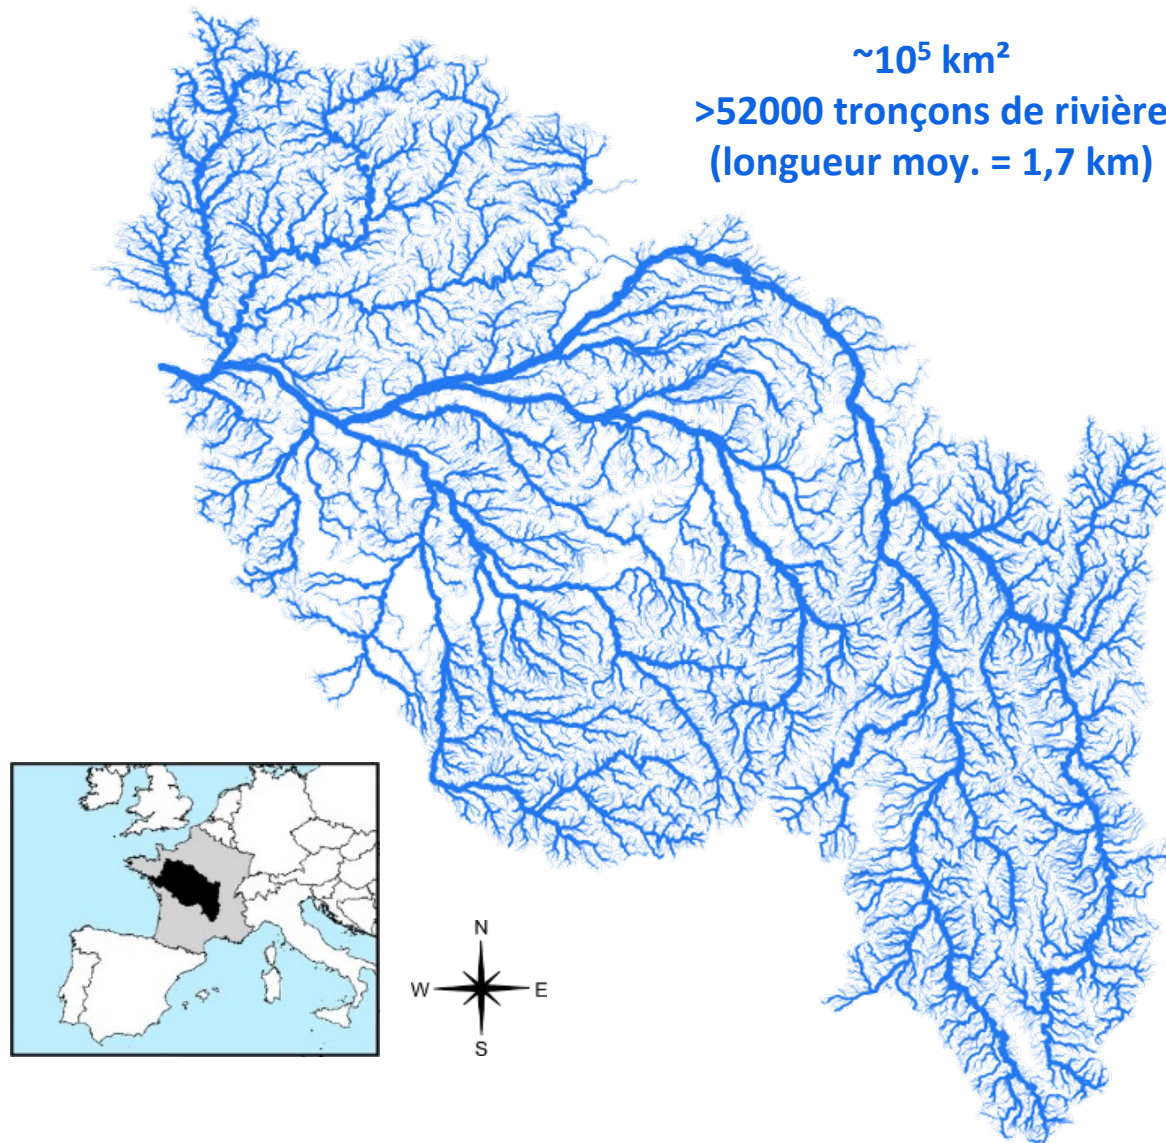 ~10⁵ km²
>52000 tronçons de rivière
(longueur moy. = 1,7 km)
N
W E
S